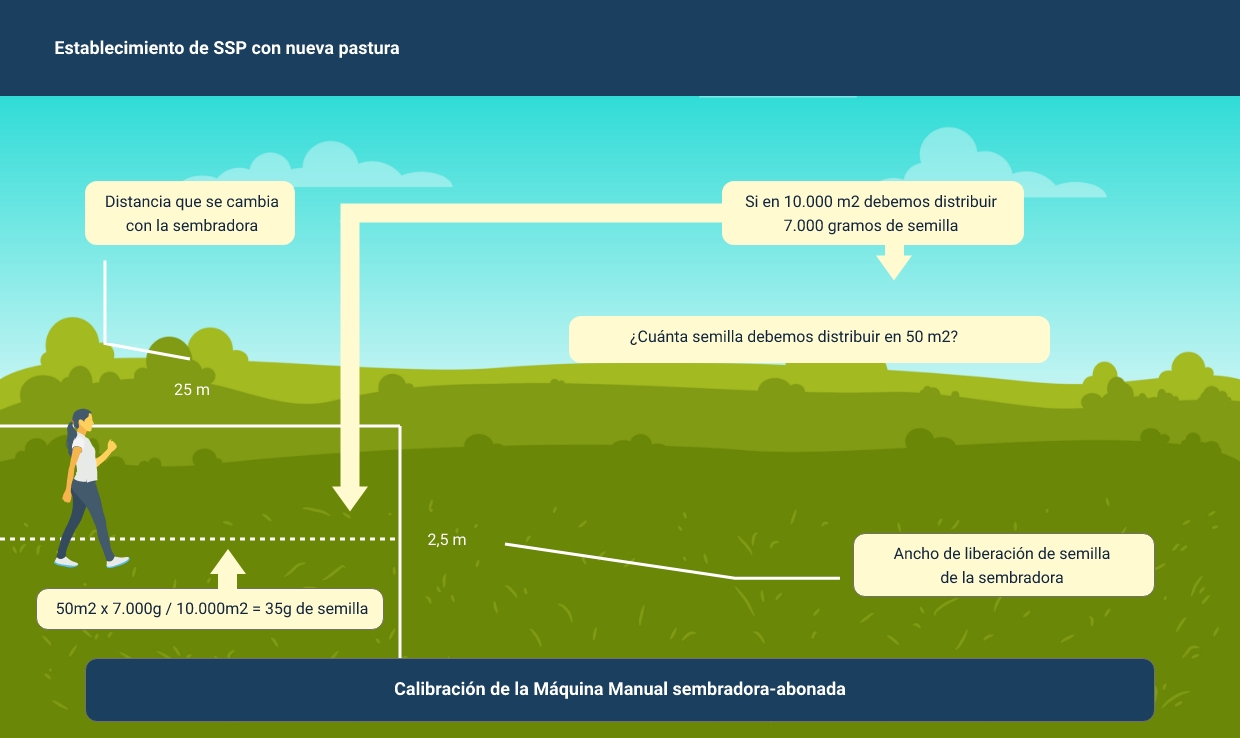 Establecimiento de SSP con nueva pastura
Distancia que se cambia
con la sembradora
Si en 10.000 m2 debemos distribuir
7.000 gramos de semilla
¿Cuánta semilla debemos distribuir en 50 m2?
25 m
2,5 m
Ancho de liberación de semilla
de la sembradora
50m2 x 7.000g / 10.000m2 = 35g de semilla
Calibración de la Máquina Manual sembradora-abonada